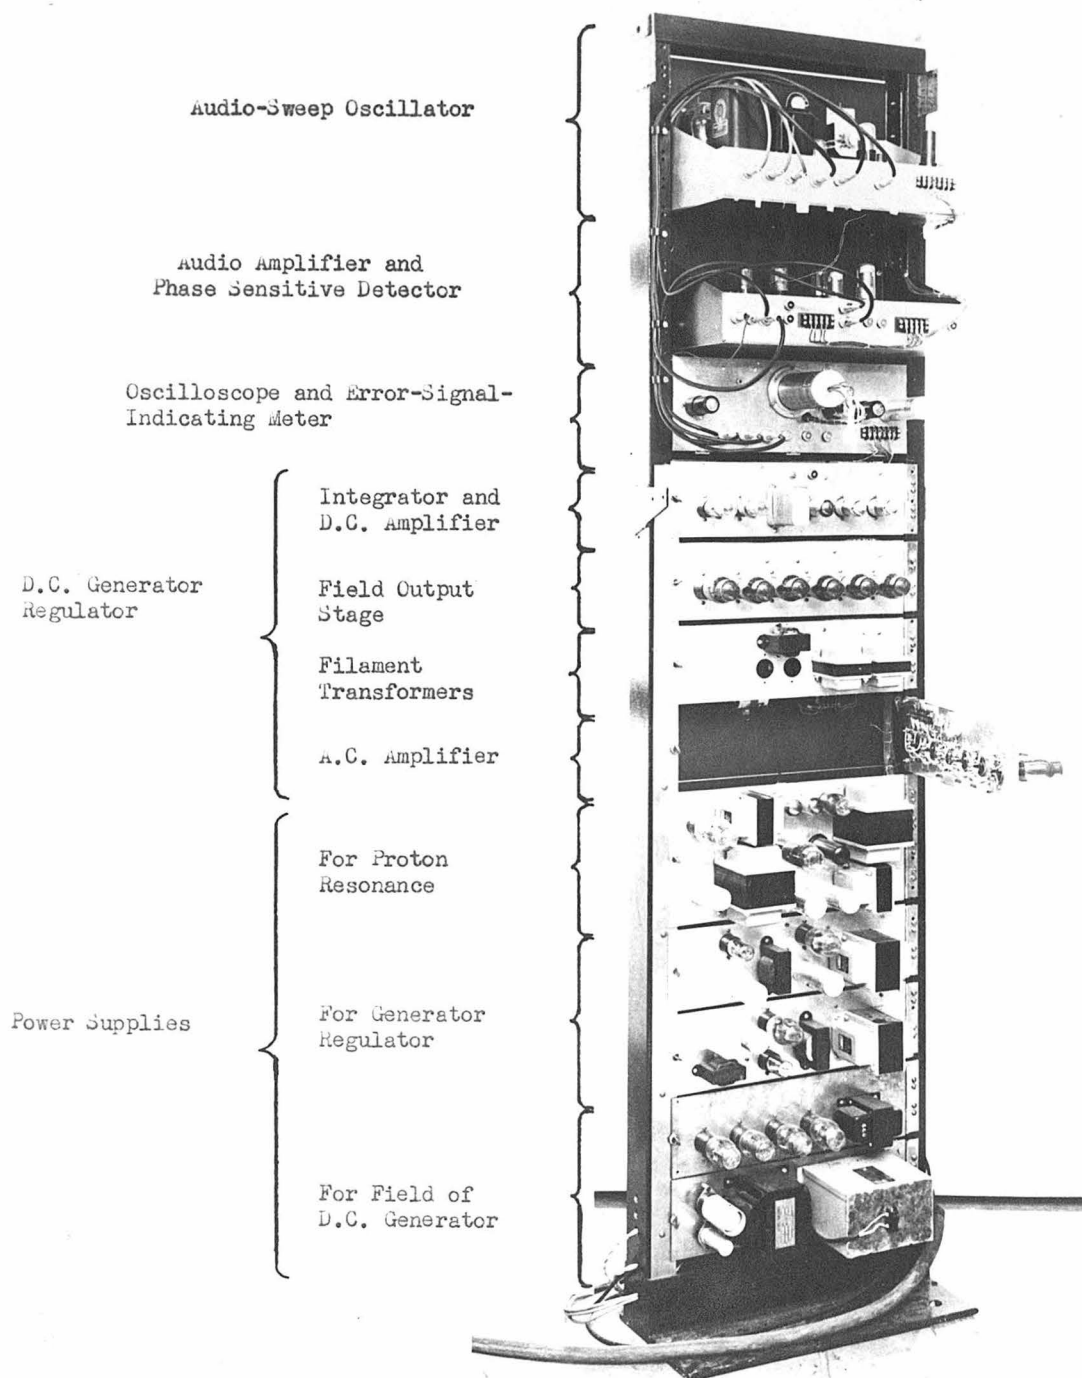 Audio-Sweep Oscillator
Audio Amplifier and
Phase Sensitive Detector
Oscilloscope and Error-Signal-
Indicating Meter
D.C. Generator
Regulator
Integrator and
D.C. Amplifier
Field Output
Stage
Filament
Transformers
A.C. Amplifier
Power Supplies
For Proton
Resonance
For Generator
Regulator
For Field of
D.C. Generator